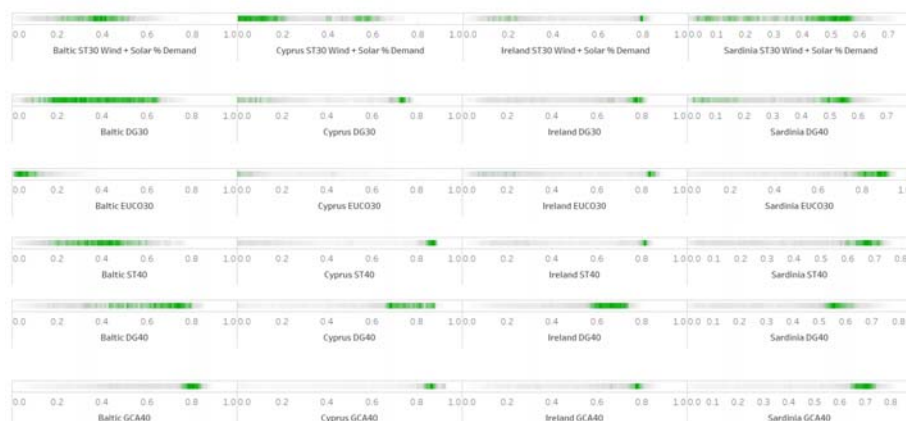 0.0 0.2 0.4 0.6 0.8 1.0 0.0 0.2 0.4 0.6 0.8 1.0 0.0 0.2 0.4 0.6 0.8 1.0 0.0 0.1 0.2 0.3 0.4 0.5 0.6 0.7
Baltic ST30 Wind + Solar % Demand Cyprus ST30 Wind + Solar % Demand Ireland ST30 Wind + Solar % Demand Sardinia ST30 Wind + Solar % Demand
0.0 0.2 0.4 0.6 0.8 1.0 0.0 0.2 0.4 0.6 0.8 1.0 0.0 0.2 0.4 0.6 0.8 1.0 0.0 0.1 0.2 0.3 0.4 0.5 0.6 0.7
Baltic DG30 Cyprus DG30 Ireland DG30 Sardinia DG40
0.0 0.2 0.4 0.6 0.8 1.0 0.0 0.2 0.4 0.6 0.8 1.0 0.0 0.2 0.4 0.6 0.8 1.0 0.0 0.2 0.4 0.6 0.8
Baltic EUCO30 Cyprus EUCO30 Ireland EUCO30 Sardinia EUCO30
0.0 0.2 0.4 0.6 0.8 1.0 0.0 0.2 0.4 0.6 0.8 1.0 0.0 0.2 0.4 0.6 0.8 1.0 0.0 0.1 0.2 0.3 0.4 0.5 0.6 0.7 0.8
Baltic ST40 Cyprus ST40 Ireland ST40 Sardinia ST40
0.0 0.2 0.4 0.6 0.8 1.0 0.0 0.2 0.4 0.6 0.8 1.0 0.0 0.2 0.4 0.6 0.8 1.0 0.0 0.1 0.2 0.3 0.4 0.5 0.6 0.7 0.8
Baltic DG40 Cyprus DG40 Ireland DG40 Sardinia DG40
0.0 0.2 0.4 0.6 0.8 1.0 0.0 0.2 0.4 0.6 0.8 1.0 0.0 0.2 0.4 0.6 0.8 1.0 0.0 0.1 0.2 0.3 0.4 0.5 0.6 0.7 0.8
Baltic GCA40 Cyprus GCA40 Ireland GCA40 Sardinia GCA40